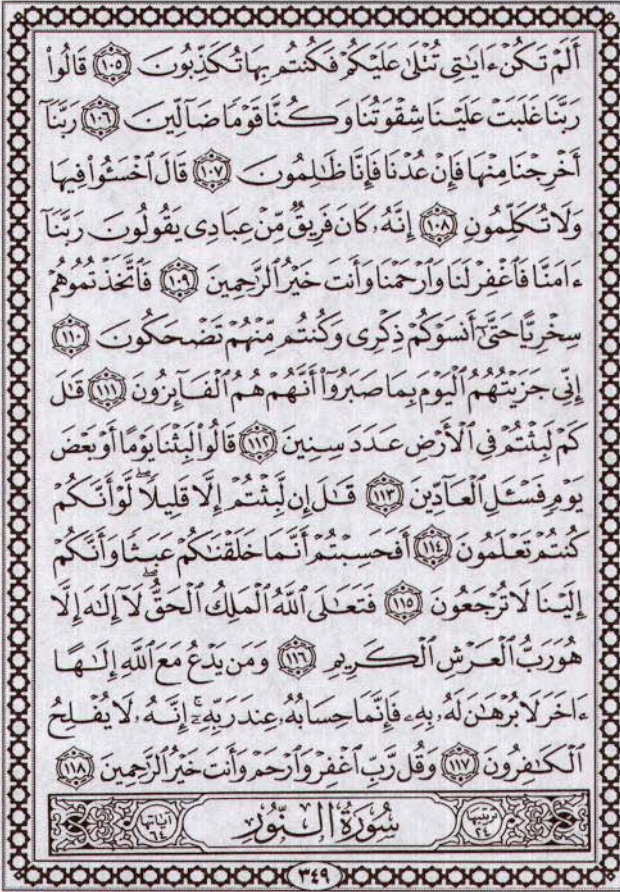 أَلَمْ تَكُنْ ءَايَـٰتِى تُتْلَىٰ عَلَيْكُمْ فَكُنتُم بِهَا تُكَذِّبُونَ ١٠٥ قَالُوا۟
رَبَّنَا غَلَبَتْ عَلَيْنَا شِقْوَتُنَا وَكُنَّا قَوْمًا ضَآلِّينَ ١٠٦ رَبَّنَآ
أَخْرِجْنَا مِنْهَا فَإِنْ عُدْنَا فَإِنَّا ظَـٰلِمُونَ ١٠٧ قَالَ ٱخْسَـُٔوا۟ فِيهَا
وَلَا تُكَلِّمُونِ ١٠٨ إِنَّهُۥ كَانَ فَرِيقٌ مِّنْ عِبَادِى يَقُولُونَ رَبَّنَآ
ءَامَنَّا فَٱغْفِرْ لَنَا وَٱرْحَمْنَا وَأَنتَ خَيْرُ ٱلرَّٰحِمِينَ ١٠٩ فَٱتَّخَذْتُمُوهُمْ
سِخْرِيًّا حَتَّىٰٓ أَنسَوْكُمْ ذِكْرِى وَكُنتُم مِّنْهُمْ تَضْحَكُونَ ١١٠
إِنِّى جَزَيْتُهُمُ ٱلْيَوْمَ بِمَا صَبَرُوٓا۟ أَنَّهُمْ هُمُ ٱلْفَآئِزُونَ ١١١ قَـٰلَ
كَمْ لَبِثْتُمْ فِى ٱلْأَرْضِ عَدَدَ سِنِينَ ١١٢ قَالُوا۟ لَبِثْنَا يَوْمًا أَوْ بَعْضَ
يَوْمٍ فَسْـَٔلِ ٱلْعَآدِّينَ ١١٣ قَـٰلَ إِن لَّبِثْتُمْ إِلَّا قَلِيلًا ۖ لَّوْ أَنَّكُمْ
كُنتُمْ تَعْلَمُونَ ١١٤ أَفَحَسِبْتُمْ أَنَّمَا خَلَقْنَـٰكُمْ عَبَثًا وَأَنَّكُمْ
إِلَيْنَا لَا تُرْجَعُونَ ١١٥ فَتَعَـٰلَى ٱللَّهُ ٱلْمَلِكُ ٱلْحَقُّ ۖ لَآ إِلَـٰهَ إِلَّا
هُوَ رَبُّ ٱلْعَرْشِ ٱلْكَرِيمِ ١١٦ وَمَن يَدْعُ مَعَ ٱللَّهِ إِلَـٰهًا
ءَاخَرَ لَا بُرْهَـٰنَ لَهُۥ بِهِۦ فَإِنَّمَا حِسَابُهُۥ عِندَ رَبِّهِۦٓ ۚ إِنَّهُۥ لَا يُفْلِحُ
ٱلْكَـٰفِرُونَ ١١٧ وَقُل رَّبِّ ٱغْفِرْ وَٱرْحَمْ وَأَنتَ خَيْرُ ٱلرَّٰحِمِينَ ١١٨
ترتيبها ٢٤ سُورَةُ النُّورِ آياتها ٦٤
٣٤٩